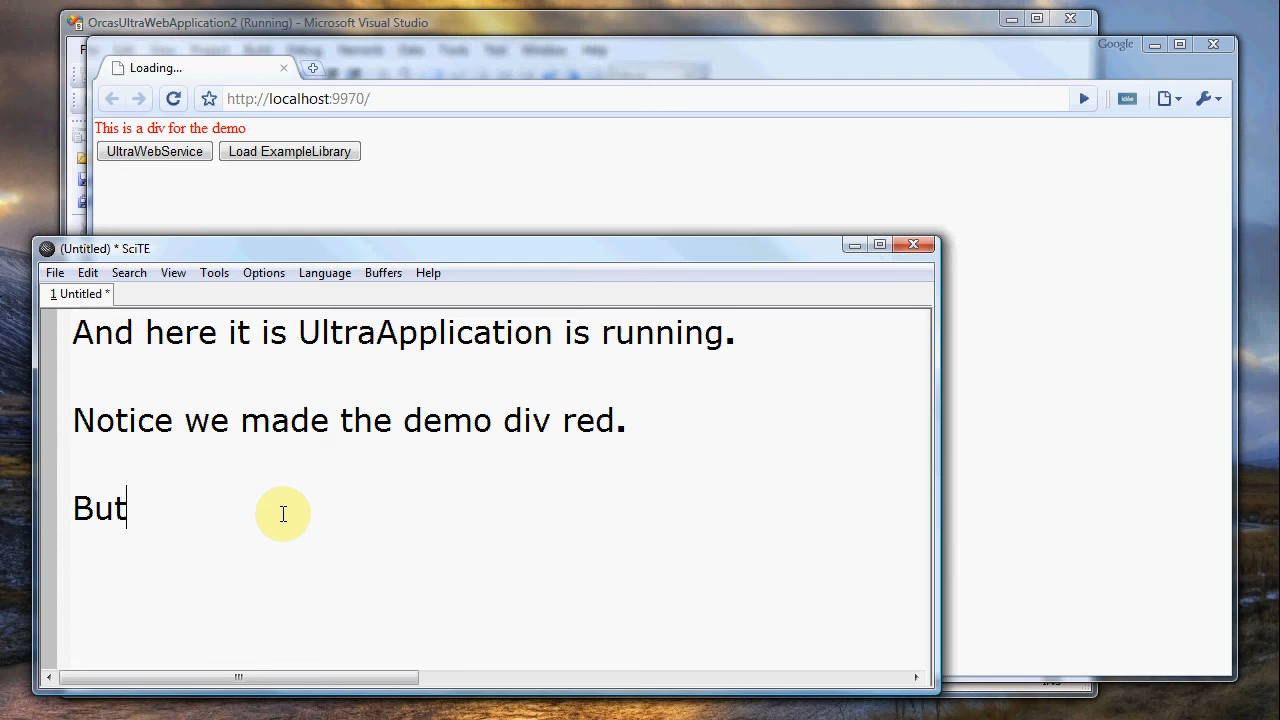 OrcasUltraWebApplication2 (Running) - Microsoft Visual Studio
Google
Loading...
http://localhost:9970/
This is a div for the demo
UltraWebService Load ExampleLibrary
(Untitled) * SciTE
File Edit Search View Tools Options Language Buffers Help
1 Untitled *
And here it is UltraApplication is running.
Notice we made the demo div red.
But